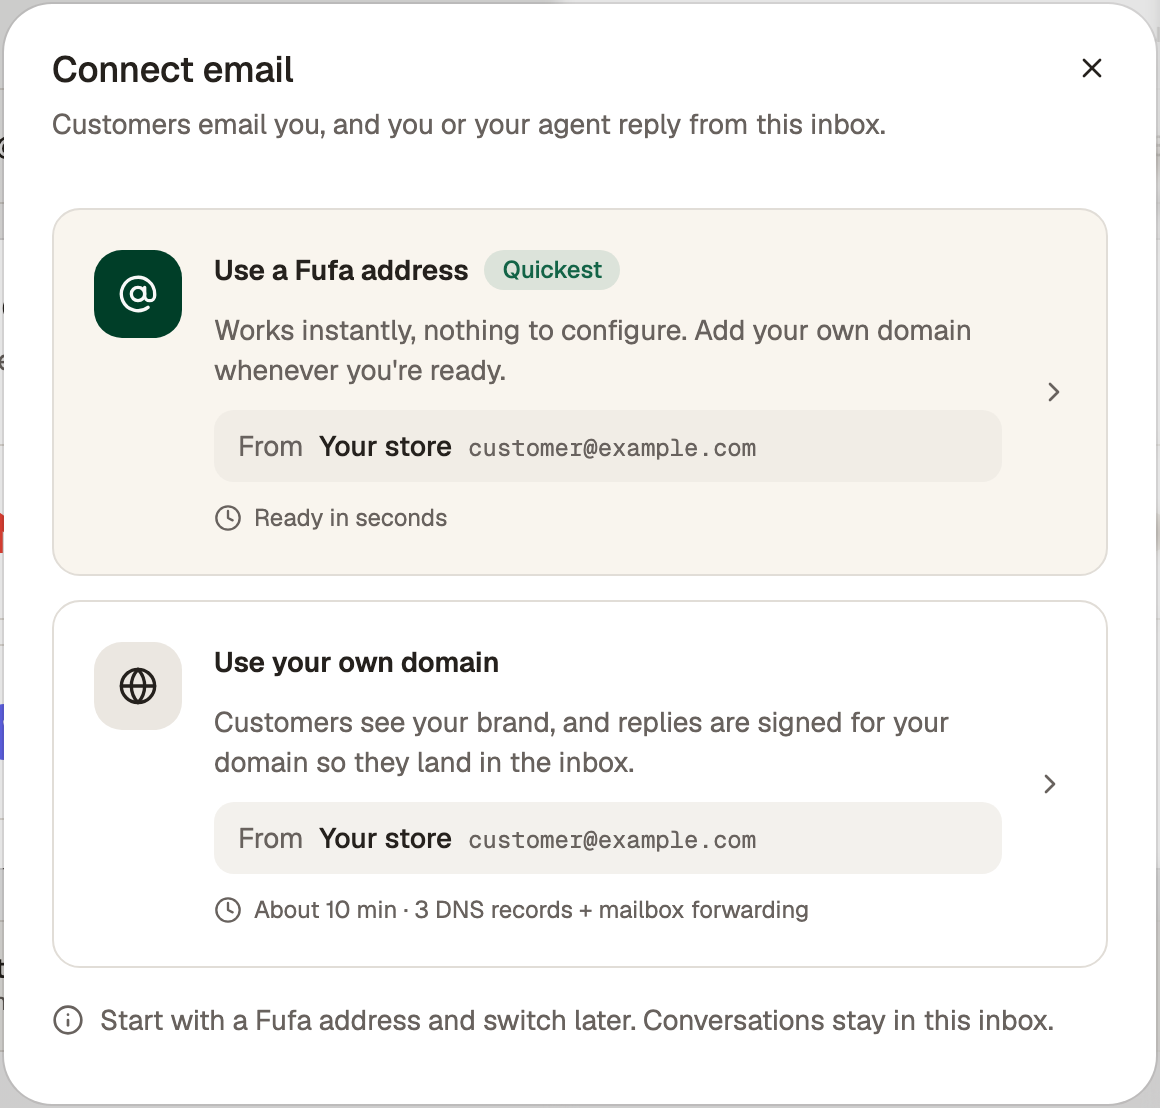 Connect email
Customers email you, and you or your agent reply from this inbox.
Use a Fufa address
Quickest
Works instantly, nothing to configure. Add your own domain
whenever you're ready.
From Your store customer@example.com
Ready in seconds
Use your own domain
Customers see your brand, and replies are signed for your
domain so they land in the inbox.
From Your store customer@example.com
About 10 min · 3 DNS records + mailbox forwarding
Start with a Fufa address and switch later. Conversations stay in this inbox.